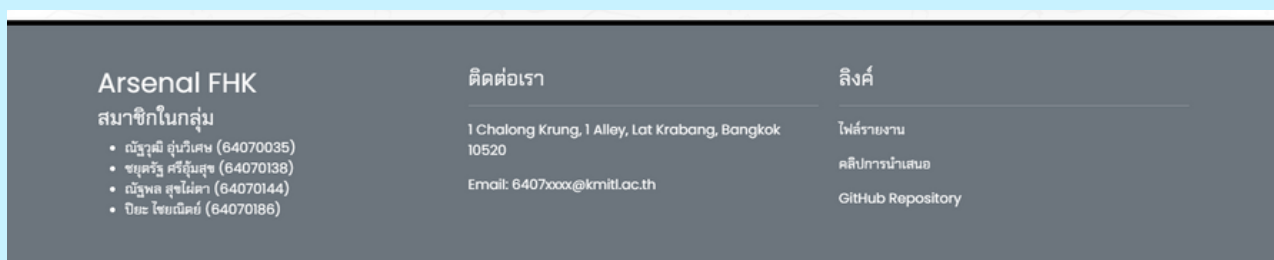 Arsenal FHK
สมาชิกในกลุ่ม
• ณัฐวุฒิ อุ่นวิเศษ (64070035)
• ชยุตรัฐ ศรีอุ้มสุข (64070138)
• ณัฐพล สุขไผ่ตา (64070144)
• ปิยะ ไชยณิตย์ (64070186)
ติดต่อเรา
1 Chalong Krung, 1 Alley, Lat Krabang, Bangkok
10520
Email: 6407xxxx@kmitl.ac.th
ลิงค์
ไฟล์รายงาน
คลิปการนำเสนอ
GitHub Repository